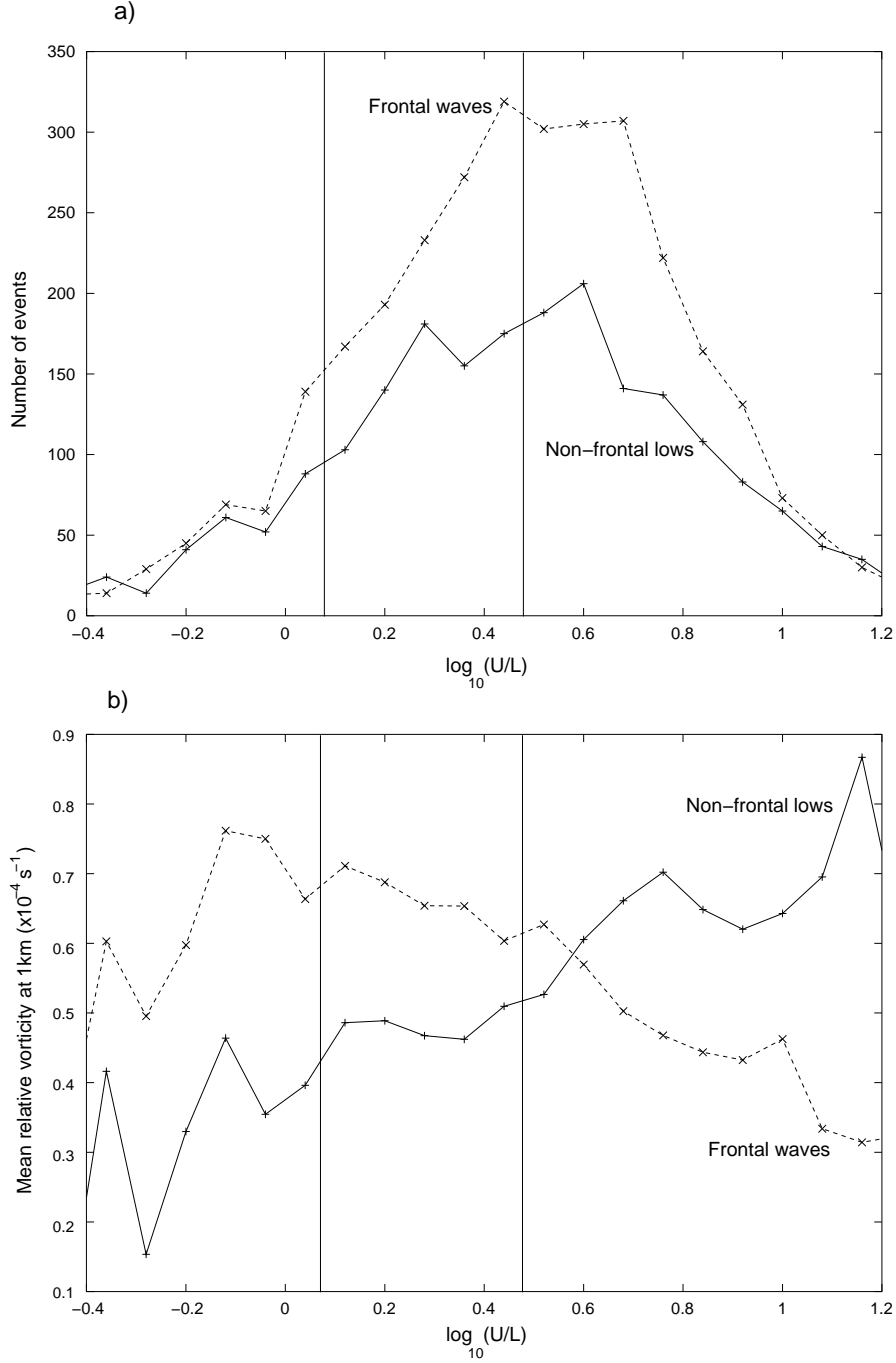 a)
350
300
250
200
150
100
50
0
Number of events
Frontal waves
Non−frontal lows
−0.4 −0.2 0 0.2 0.4 0.6 0.8 1 1.2
log10(U/L)
b)
0.9
0.8
0.7
0.6
0.5
0.4
0.3
0.2
0.1
Mean relative vorticity at 1km (x10−4 s−1)
Non−frontal lows
Frontal waves
−0.4 −0.2 0 0.2 0.4 0.6 0.8 1 1.2
log10(U/L)